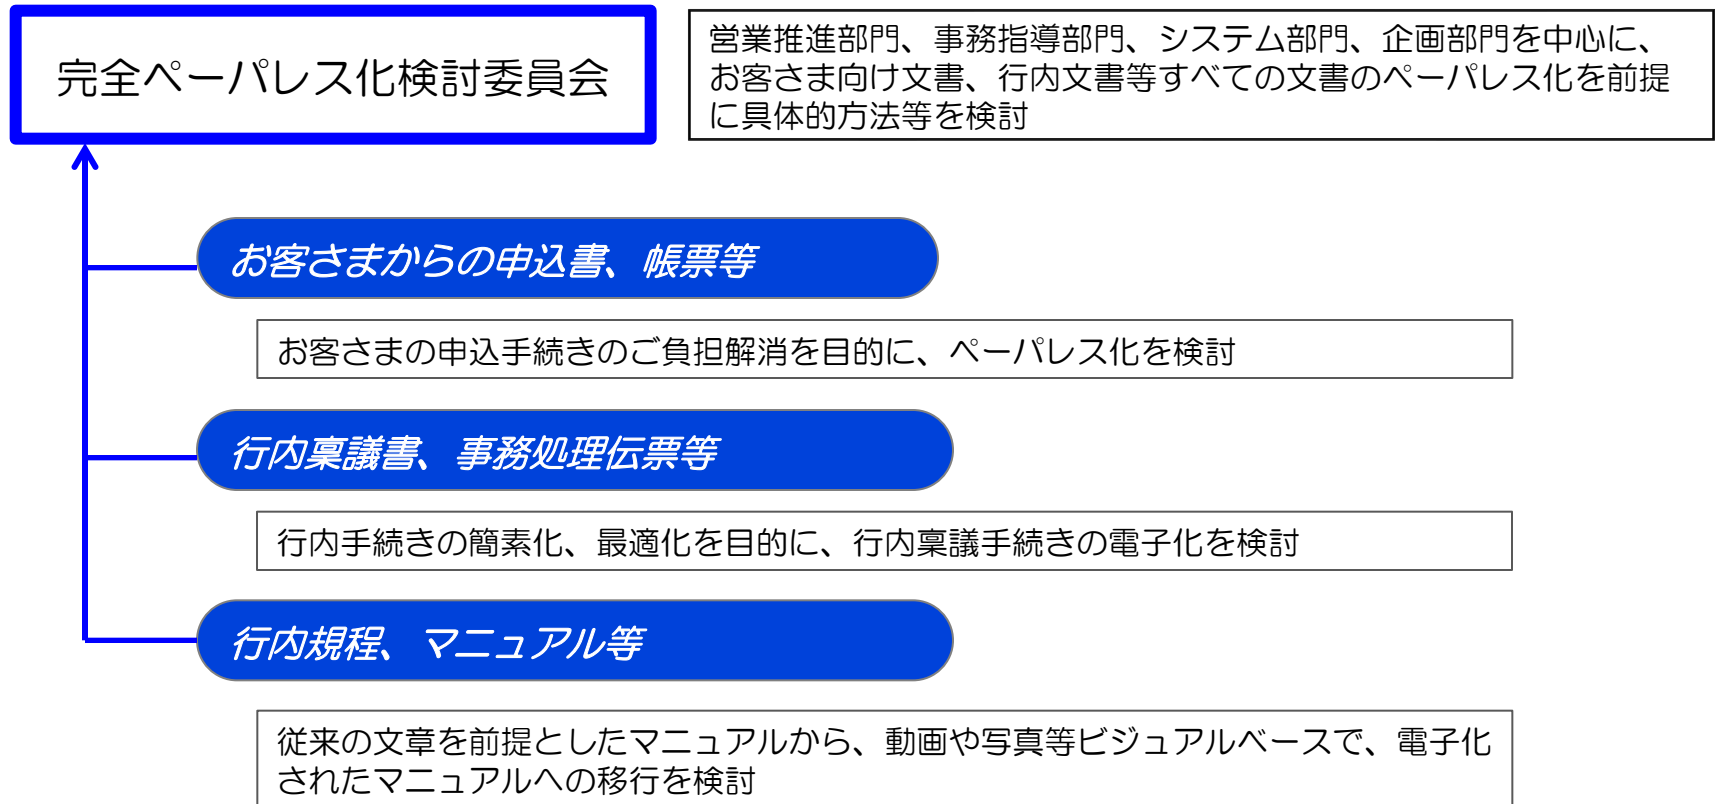 完全ペーパレス化検討委員会
営業推進部門、事務指導部門、システム部門、企画部門を中心に、
お客さま向け文書、行内文書等すべての文書のペーパレス化を前提
に具体的方法等を検討
お客さまからの申込書、帳票等
お客さまの申込手続きのご負担解消を目的に、ペーパレス化を検討
行内稟議書、事務処理伝票等
行内手続きの簡素化、最適化を目的に、行内稟議手続きの電子化を検討
行内規程、マニュアル等
従来の文章を前提としたマニュアルから、動画や写真等ビジュアルベースで、電子化
されたマニュアルへの移行を検討